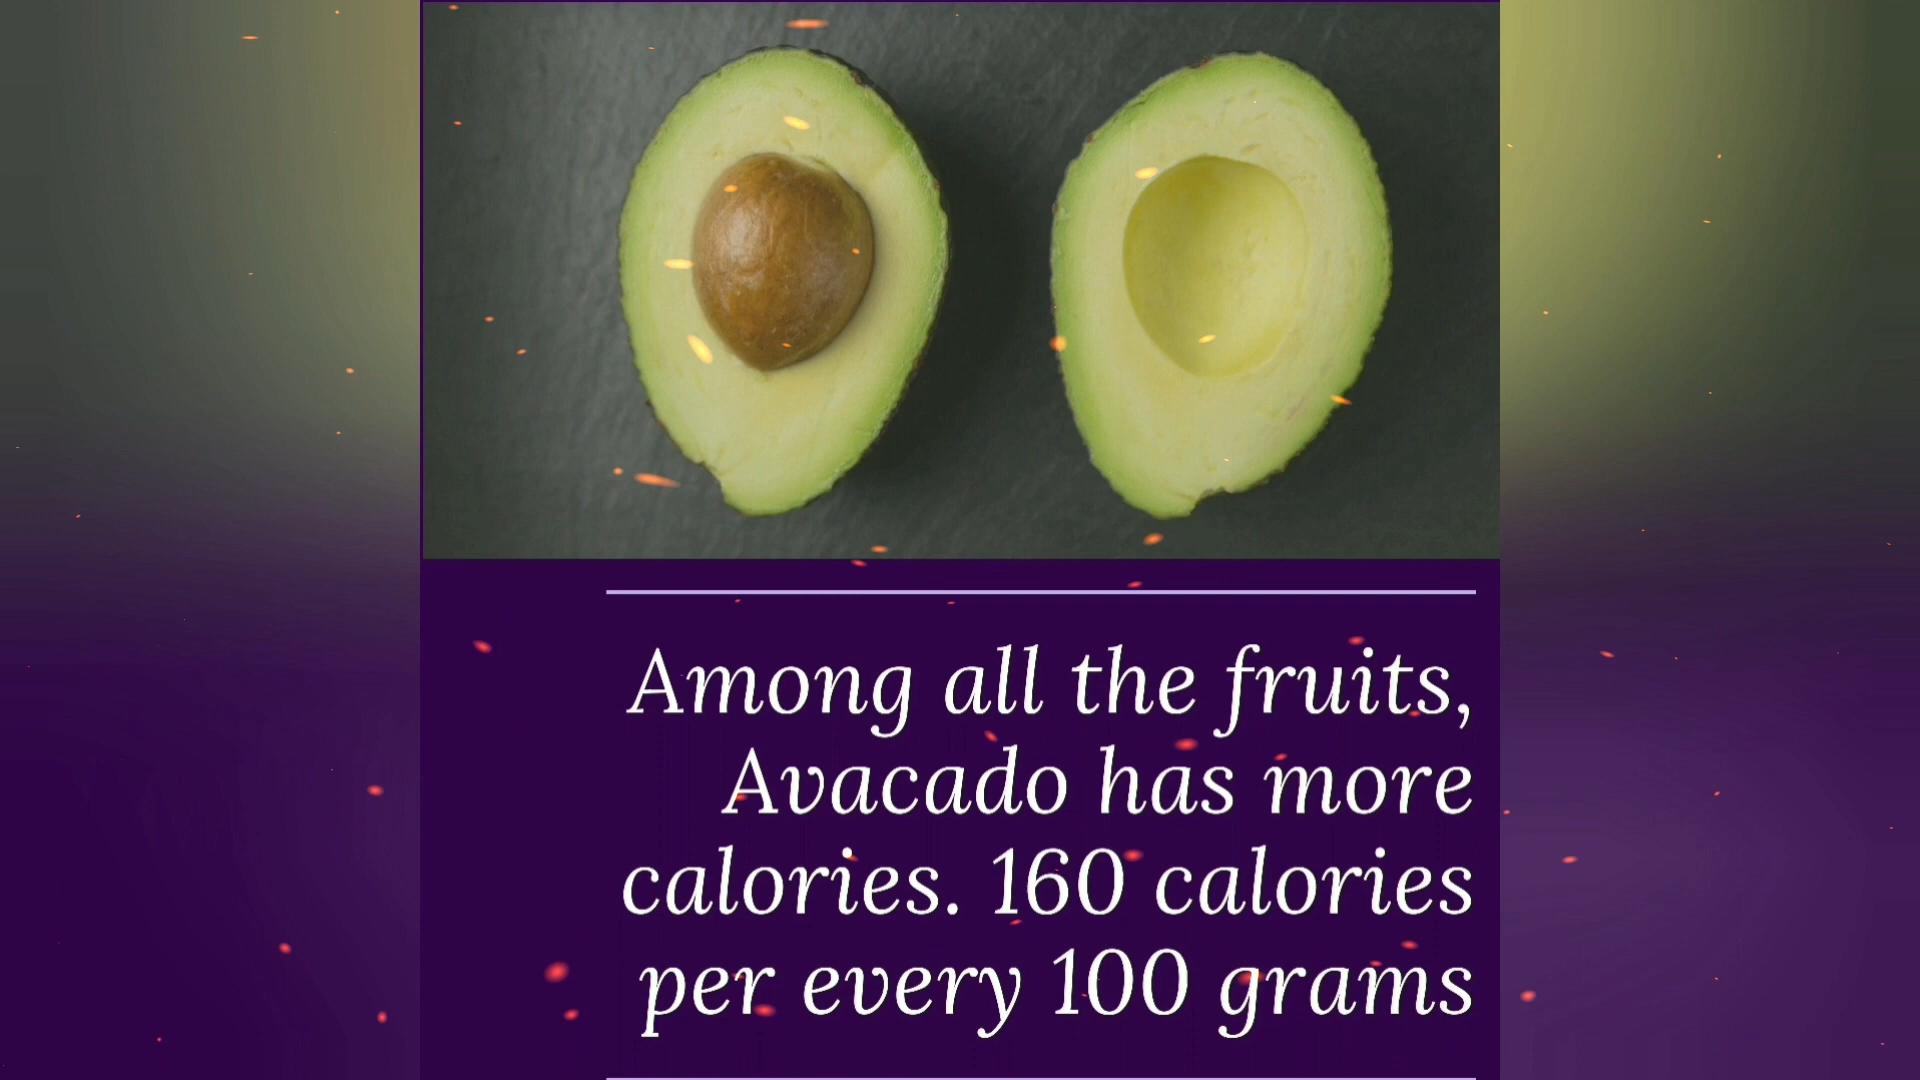 Among all the fruits,
Avacado has more
calories. 160 calories
per every 100 grams